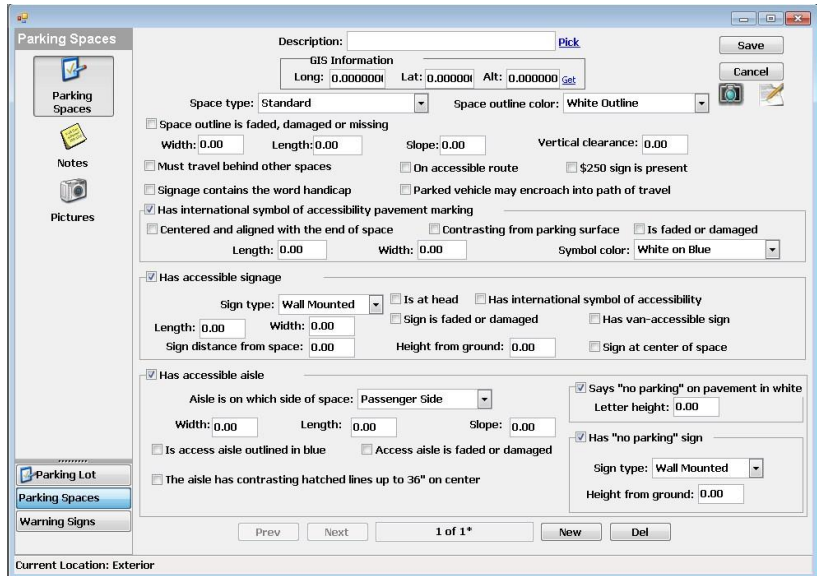 Parking Spaces
Parking Spaces
Notes
Pictures
Parking Lot
Parking Spaces
Warning Signs
Description: Pick
Save
GIS Information
Long: 0.0000000 Lat: 0.000000 Alt: 0.000000 Get
Cancel
Space type: Standard Space outline color: White Outline
Space outline is faded, damaged or missing
Width: 0.00 Length: 0.00 Slope: 0.00 Vertical clearance: 0.00
Must travel behind other spaces On accessible route $250 sign is present
Signage contains the word handicap Parked vehicle may encroach into path of travel
Has international symbol of accessibility pavement marking
Centered and aligned with the end of space Contrasting from parking surface Is faded or damaged
Length: 0.00 Width: 0.00 Symbol color: White on Blue
Has accessible signage
Sign type: Wall Mounted Is at head Has international symbol of accessibility
Length: 0.00 Width: 0.00 Sign is faded or damaged Has van-accessible sign
Sign distance from space: 0.00 Height from ground: 0.00 Sign at center of space
Has accessible aisle
Aisle is on which side of space: Passenger Side
Width: 0.00 Length: 0.00 Slope: 0.00
Is access aisle outlined in blue Access aisle is faded or damaged
The aisle has contrasting hatched lines up to 36" on center
Says "no parking" on pavement in white
Letter height: 0.00
Has "no parking" sign
Sign type: Wall Mounted
Height from ground: 0.00
Prev Next 1 of 1* New Del
Current Location: Exterior